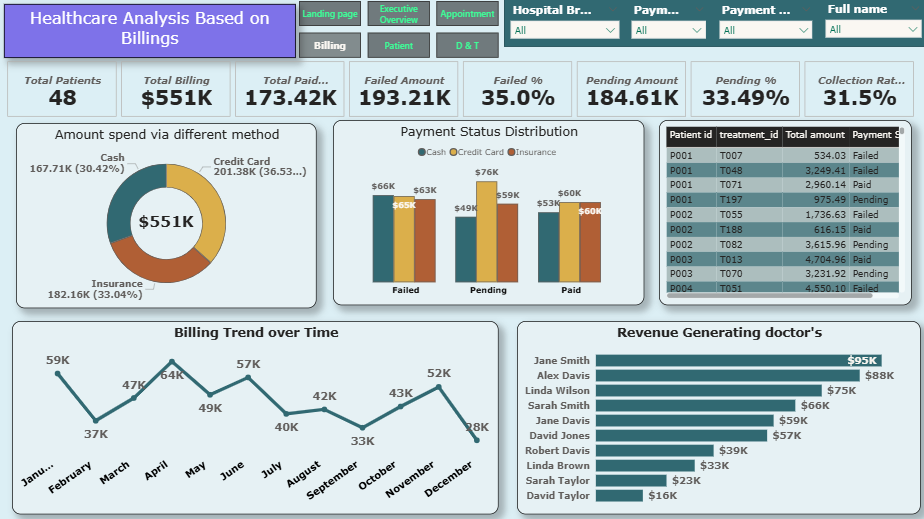 Healthcare Analysis Based on
Billings
Landing page
Executive
Overview
Appointment
Billing
Patient
D & T
Hospital Br...
All
Paym...
All
Payment ...
All
Full name
All
Total Patients
48
Total Billing
$551K
Total Paid...
173.42K
Failed Amount
193.21K
Failed %
35.0%
Pending Amount
184.61K
Pending %
33.49%
Collection Rat...
31.5%
Amount spend via different method
Cash
167.71K (30.42%)
Credit Card
201.38K (36.53...)
$551K
Insurance
182.16K (33.04%)
Payment Status Distribution
Cash Credit Card Insurance
$66K
$65K
$63K
$49K
$76K
$59K
$53K
$60K
$60K
Failed
Pending
Paid
Patient id treatment_id Total amount Payment S
P001 T007 534.03 Failed
P001 T048 3,249.41 Failed
P001 T071 2,960.14 Paid
P001 T197 975.49 Pending
P002 T055 1,736.63 Failed
P002 T188 616.15 Paid
P002 T082 3,615.96 Pending
P003 T013 4,704.96 Paid
P003 T070 3,231.92 Pending
P004 T051 4,550.10 Failed
Billing Trend over Time
59K
37K
47K
64K
49K
57K
40K
42K
33K
43K
52K
28K
Janu...
February
March
April
May
June
July
August
September
October
November
December
Revenue Generating doctor's
Jane Smith $95K
Alex Davis $88K
Linda Wilson $75K
Sarah Smith $66K
Jane Davis $59K
David Jones $57K
Robert Davis $39K
Linda Brown $33K
Sarah Taylor $23K
David Taylor $16K